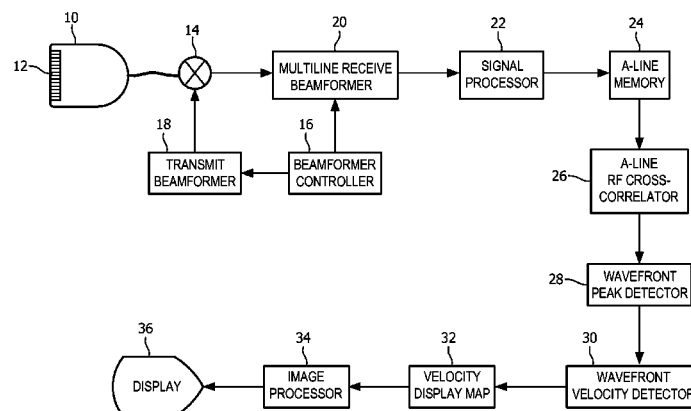 10
12
14
20
MULTILINE RECEIVE
BEAMFORMER
22
SIGNAL
PROCESSOR
24
A-LINE
MEMORY
18
TRANSMIT
BEAMFORMER
16
BEAMFORMER
CONTROLLER
26
A-LINE
RF CROSS-
CORRELATOR
28
WAVEFRONT
PEAK DETECTOR
36
DISPLAY
34
IMAGE
PROCESSOR
32
VELOCITY
DISPLAY MAP
30
WAVEFRONT
VELOCITY DETECTOR